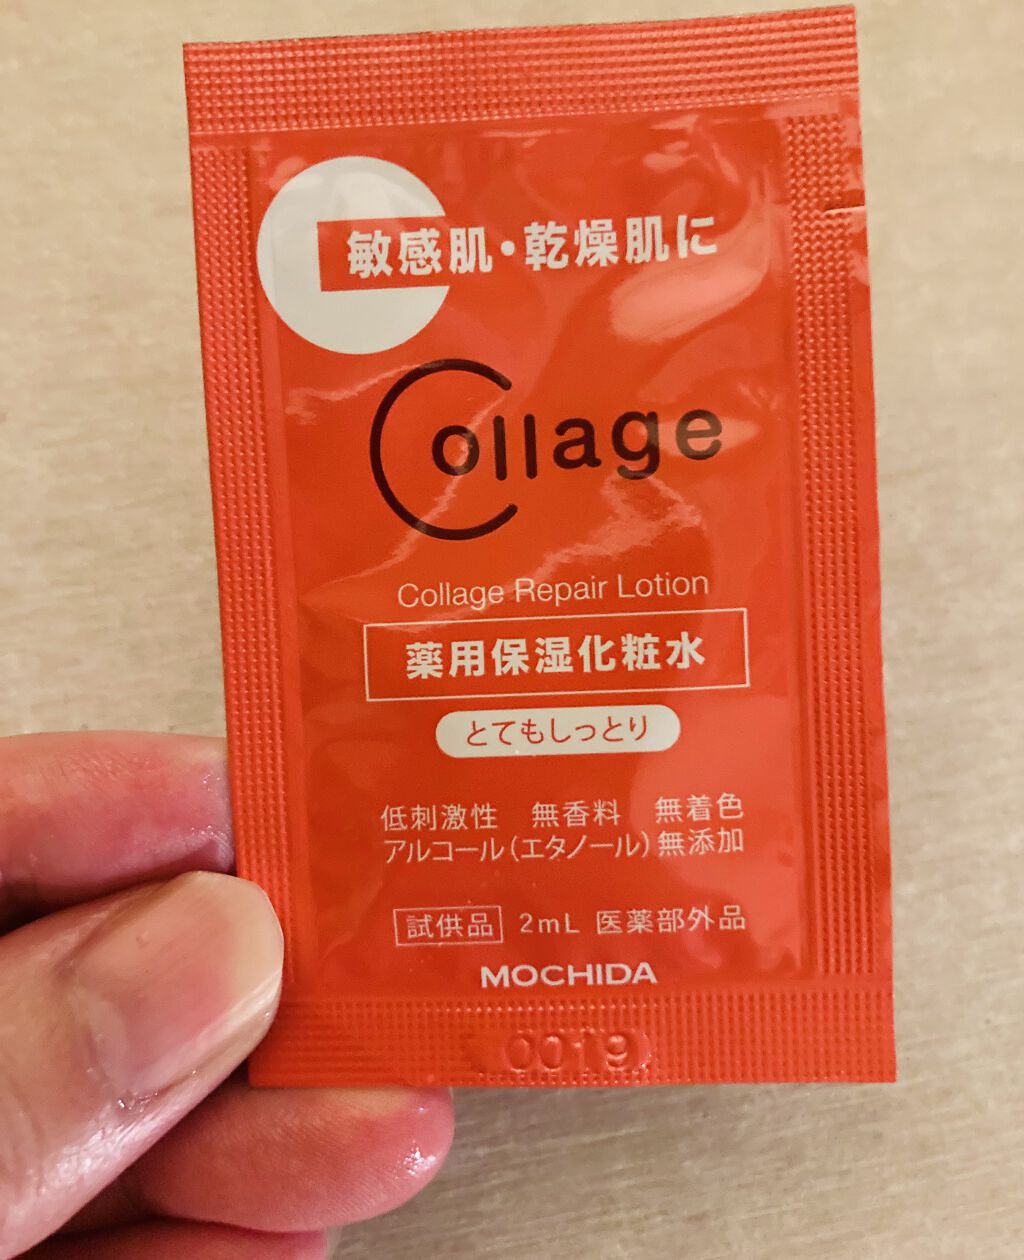 敏感肌・乾燥肌に
Collage
Collage Repair Lotion
薬用保湿化粧水
とてもしっとり
低刺激性 無香料 無着色
アルコール(エタノール)無添加
試供品 2mL 医薬部外品
MOCHIDA
0019